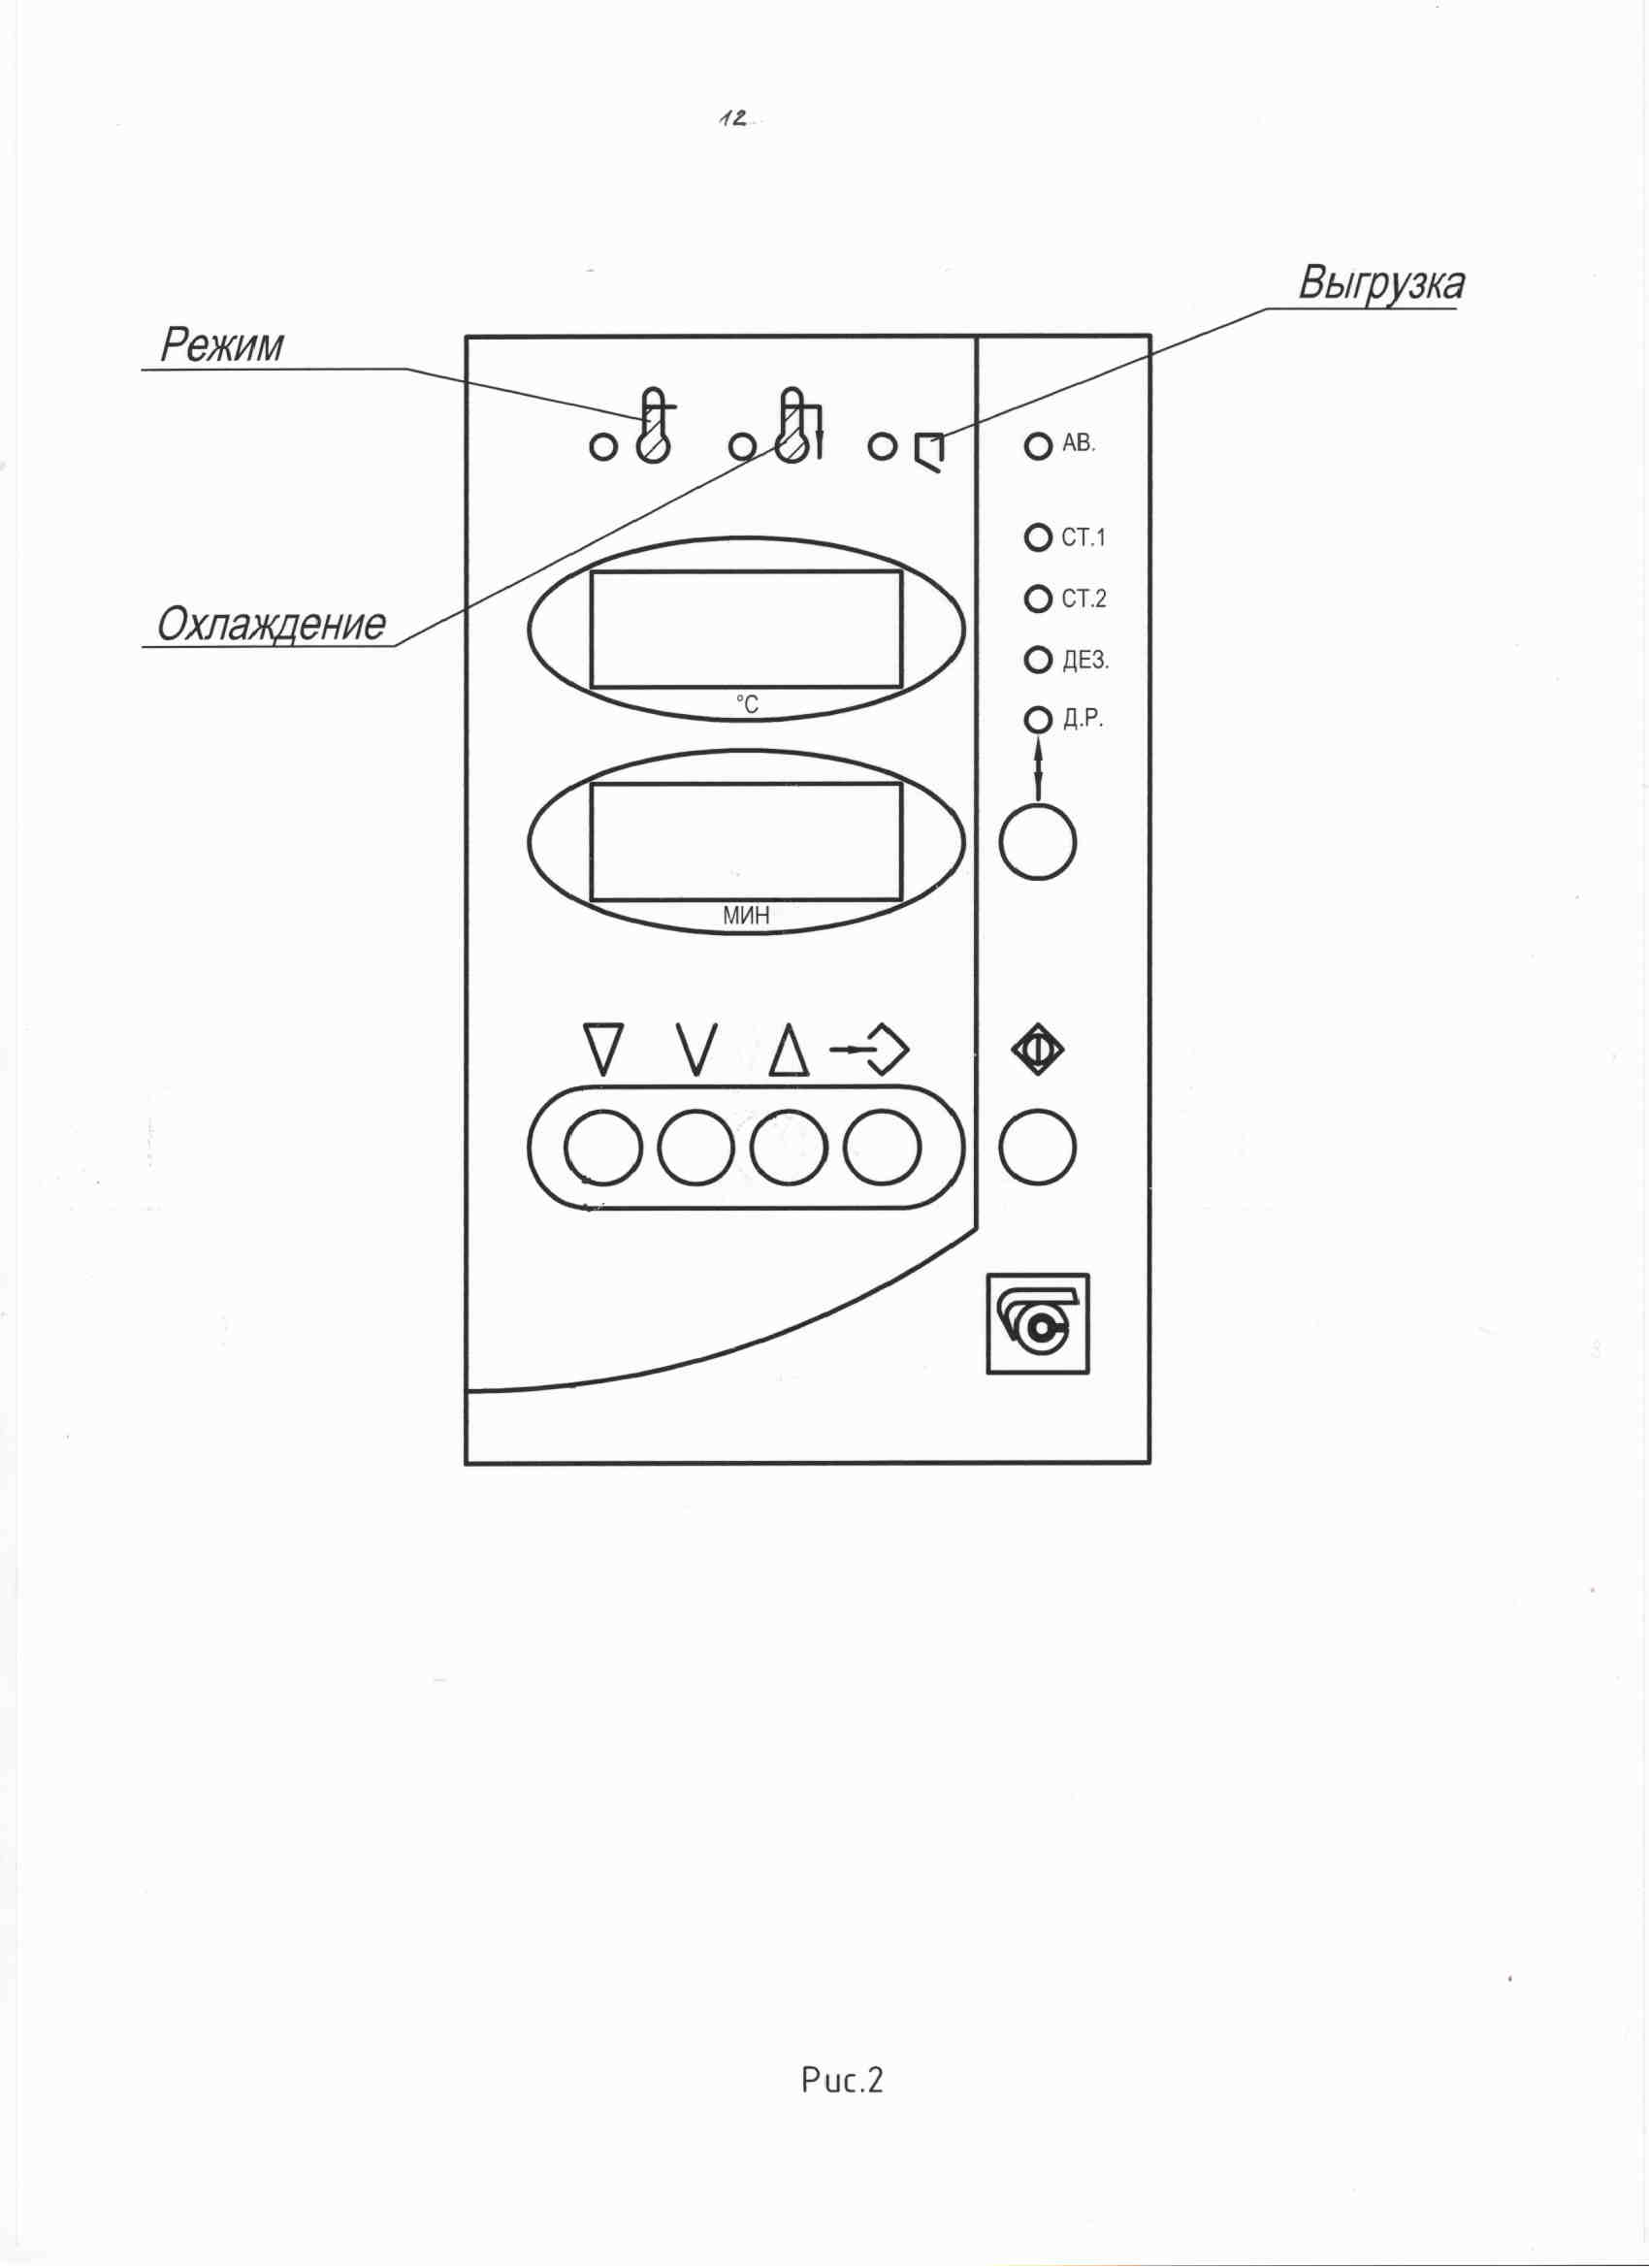 12
Выгрузка
Режим
АВ.
СТ.1
СТ.2
Охлаждение
ДЕЗ.
°С
Д.Р.
МИН
Рис.2